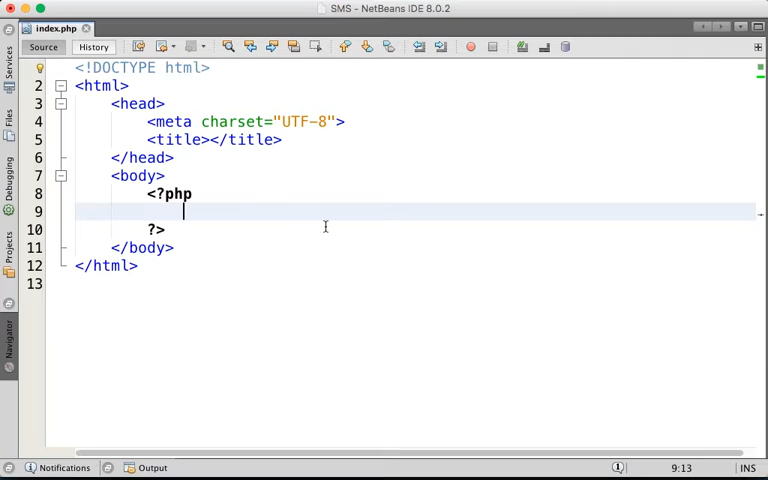 SMS - NetBeans IDE 8.0.2
index.php
Source History
Services
Files
Debugging
Projects
Navigator
<!DOCTYPE html>
2 <html>
3 <head>
4 <meta charset="UTF-8">
5 <title></title>
6 </head>
7 <body>
8 <?php
9
10 ?>
11 </body>
12 </html>
13
Notifications Output 9:13 INS